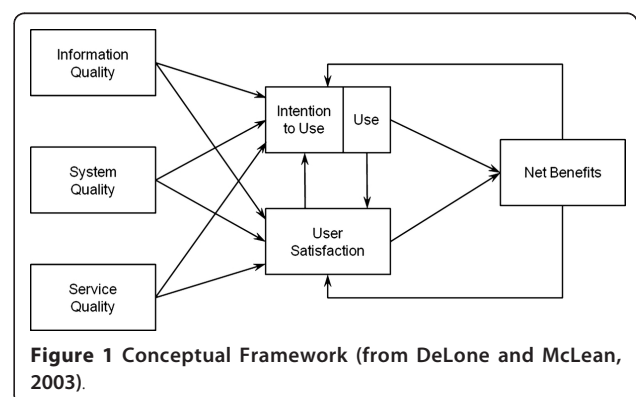 Information
Quality
System
Quality
Service
Quality
Intention
to Use
Use
User
Satisfaction
Net Benefits
Figure 1 Conceptual Framework (from DeLone and McLean,
2003).